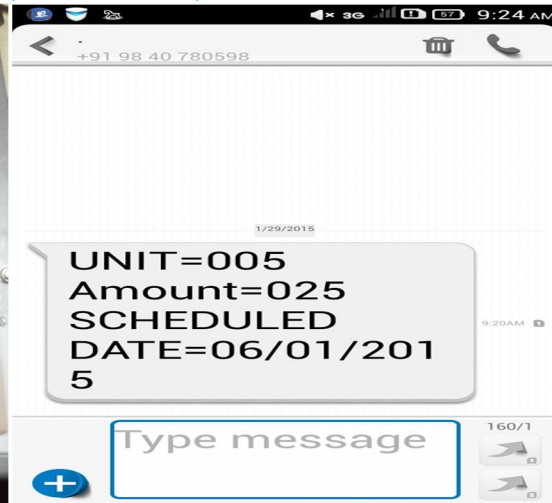 3G 57 9:24 AM
.
+91 98 40 780598
1/29/2015
UNIT=005
Amount=025
SCHEDULED
DATE=06/01/201
5
9:20AM 1
160/1
Type message